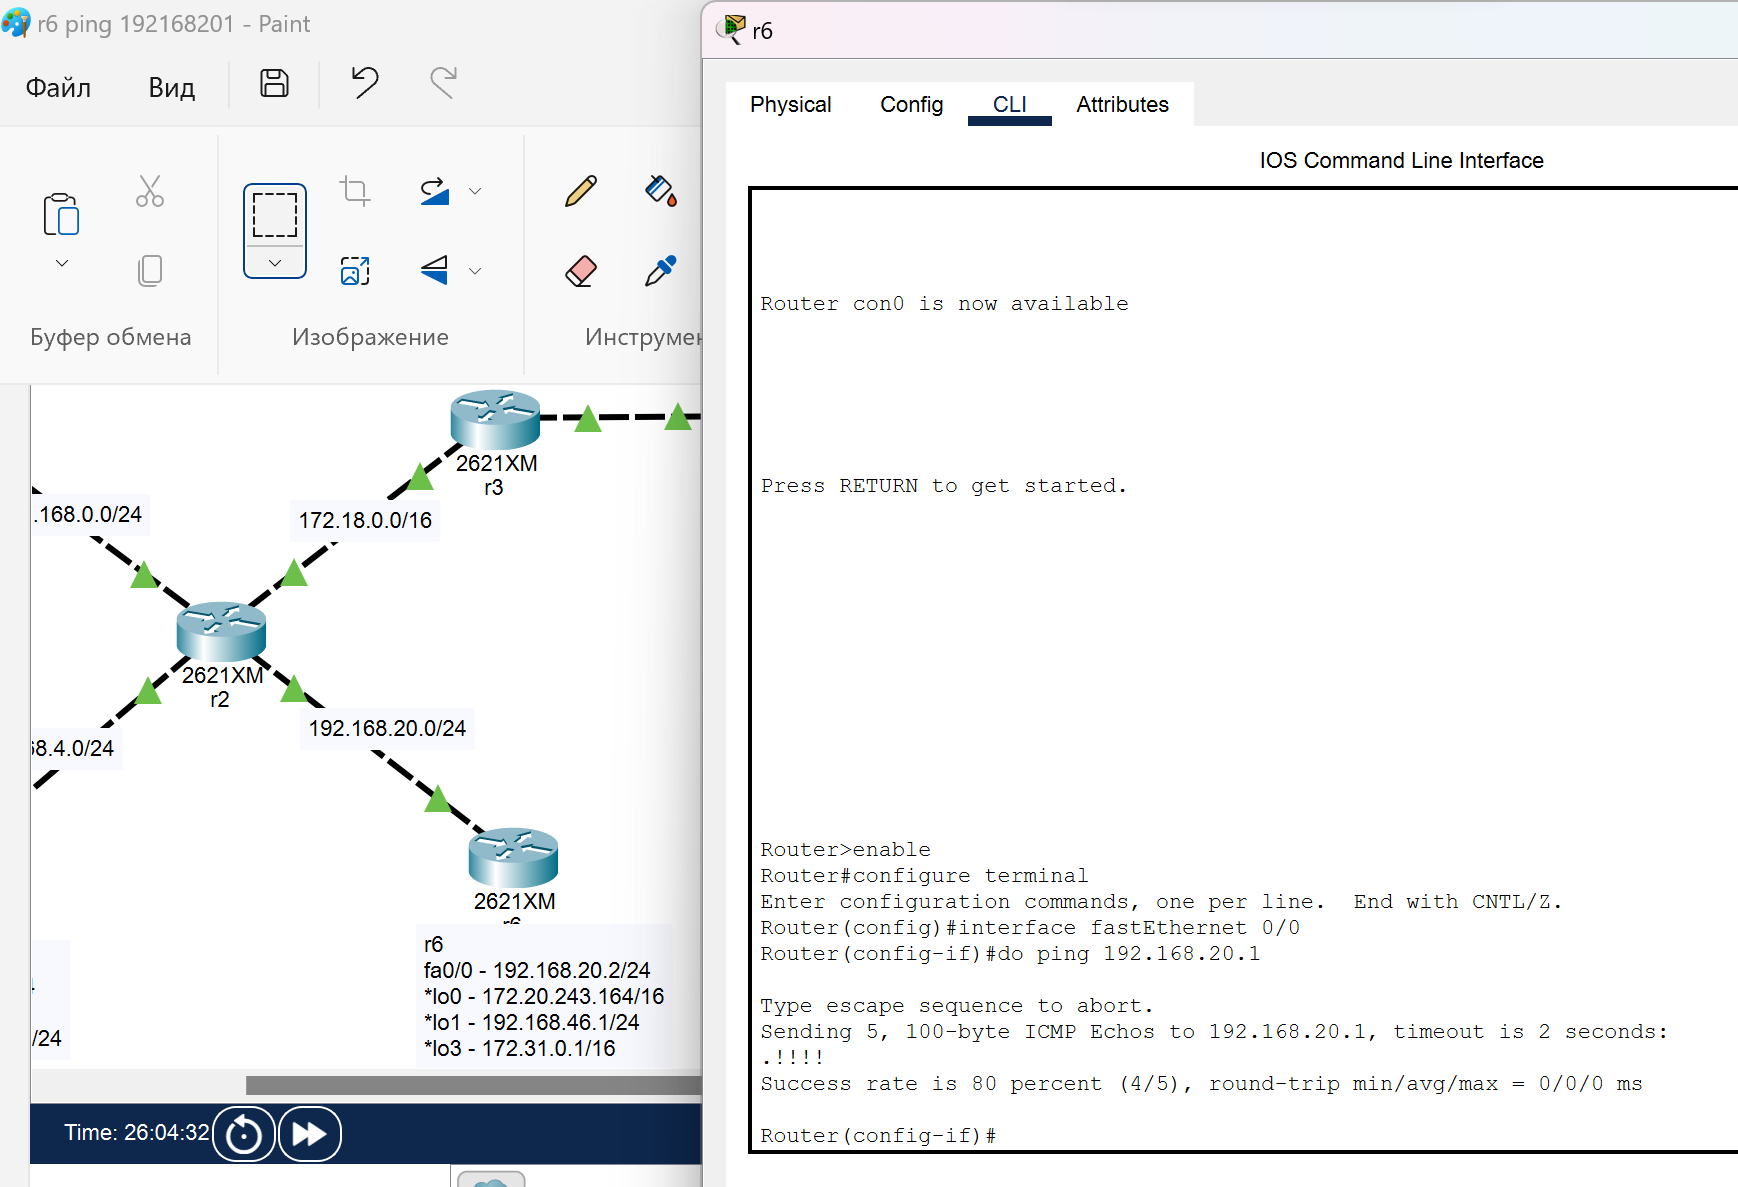 r6 ping 192168201 - Paint
Файл
Вид
Буфер обмена
Изображение
Инструмен
2621XM
r3
.168.0.0/24
172.18.0.0/16
2621XM
r2
192.168.20.0/24
8.4.0/24
2621XM
r6
r6
fa0/0 - 192.168.20.2/24
*lo0 - 172.20.243.164/16
*lo1 - 192.168.46.1/24
*lo3 - 172.31.0.1/16
/24
Time: 26:04:32
r6
Physical
Config
CLI
Attributes
IOS Command Line Interface
Router con0 is now available
Press RETURN to get started.
Router>enable
Router#configure terminal
Enter configuration commands, one per line.  End with CNTL/Z.
Router(config)#interface fastEthernet 0/0
Router(config-if)#do ping 192.168.20.1
Type escape sequence to abort.
Sending 5, 100-byte ICMP Echos to 192.168.20.1, timeout is 2 seconds:
.!!!!
Success rate is 80 percent (4/5), round-trip min/avg/max = 0/0/0 ms
Router(config-if)#